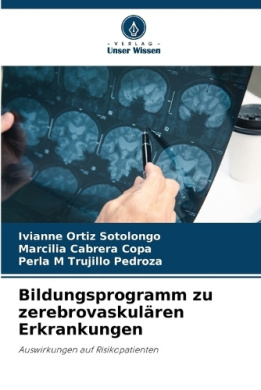 VERLAG
Unser Wissen
Ivianne Ortiz Sotolongo
Marcilia Cabrera Copa
Perla M Trujillo Pedroza
Bildungsprogramm zu
zerebrovaskulären
Erkrankungen
Auswirkungen auf Risikopatienten